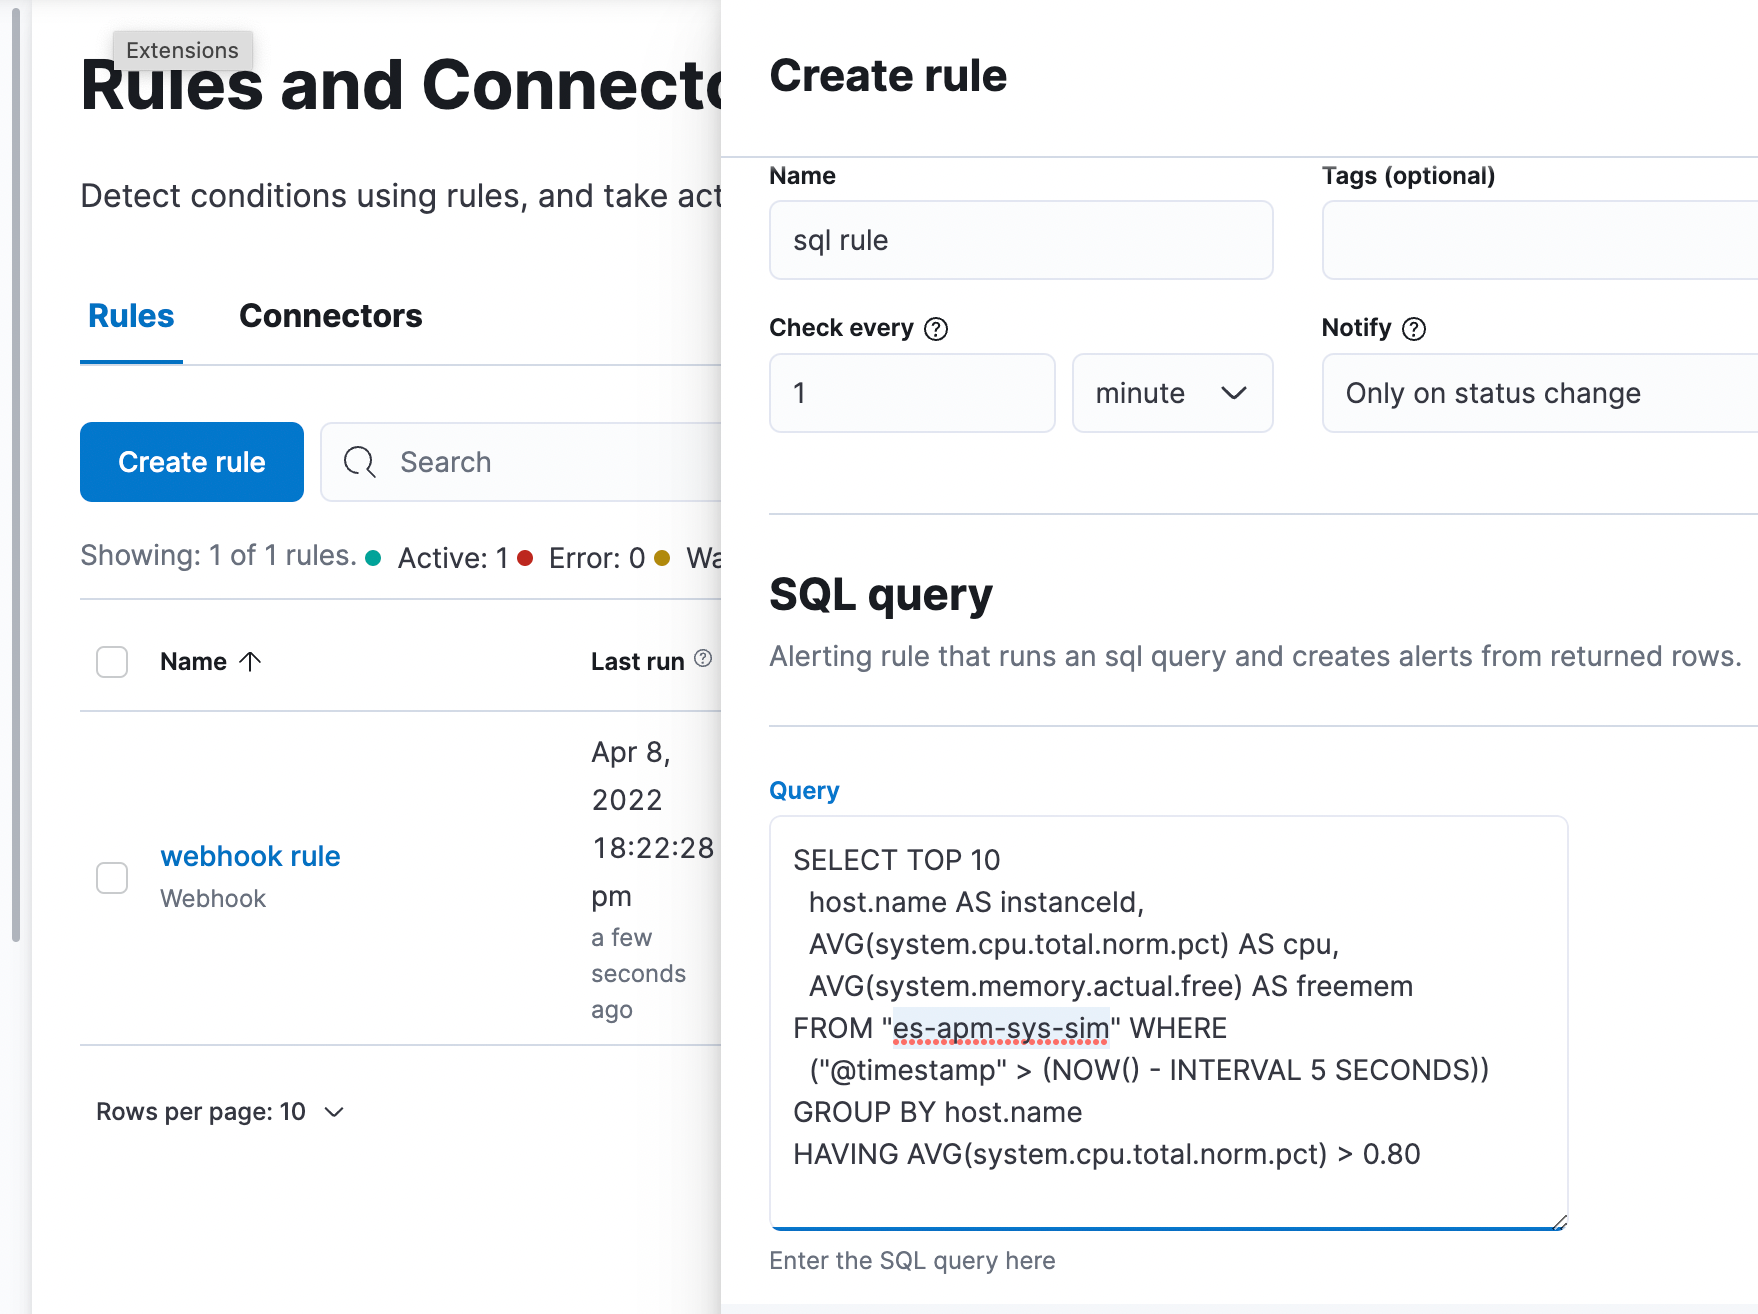 Extensions
Rules and Connecto
Detect conditions using rules, and take act
Rules
Connectors
Create rule
Search
Showing: 1 of 1 rules.
Active: 1
Error: 0
Wa
Name
Last run
webhook rule
Webhook
Apr 8,
2022
18:22:28
pm
a few
seconds
ago
Rows per page: 10
Create rule
Name
Tags (optional)
sql rule
Check every
Notify
1
minute
Only on status change
SQL query
Alerting rule that runs an sql query and creates alerts from returned rows.
Query
SELECT TOP 10
host.name AS instanceId,
AVG(system.cpu.total.norm.pct) AS cpu,
AVG(system.memory.actual.free) AS freemem
FROM "es-apm-sys-sim" WHERE
("@timestamp" > (NOW() - INTERVAL 5 SECONDS))
GROUP BY host.name
HAVING AVG(system.cpu.total.norm.pct) > 0.80
Enter the SQL query here